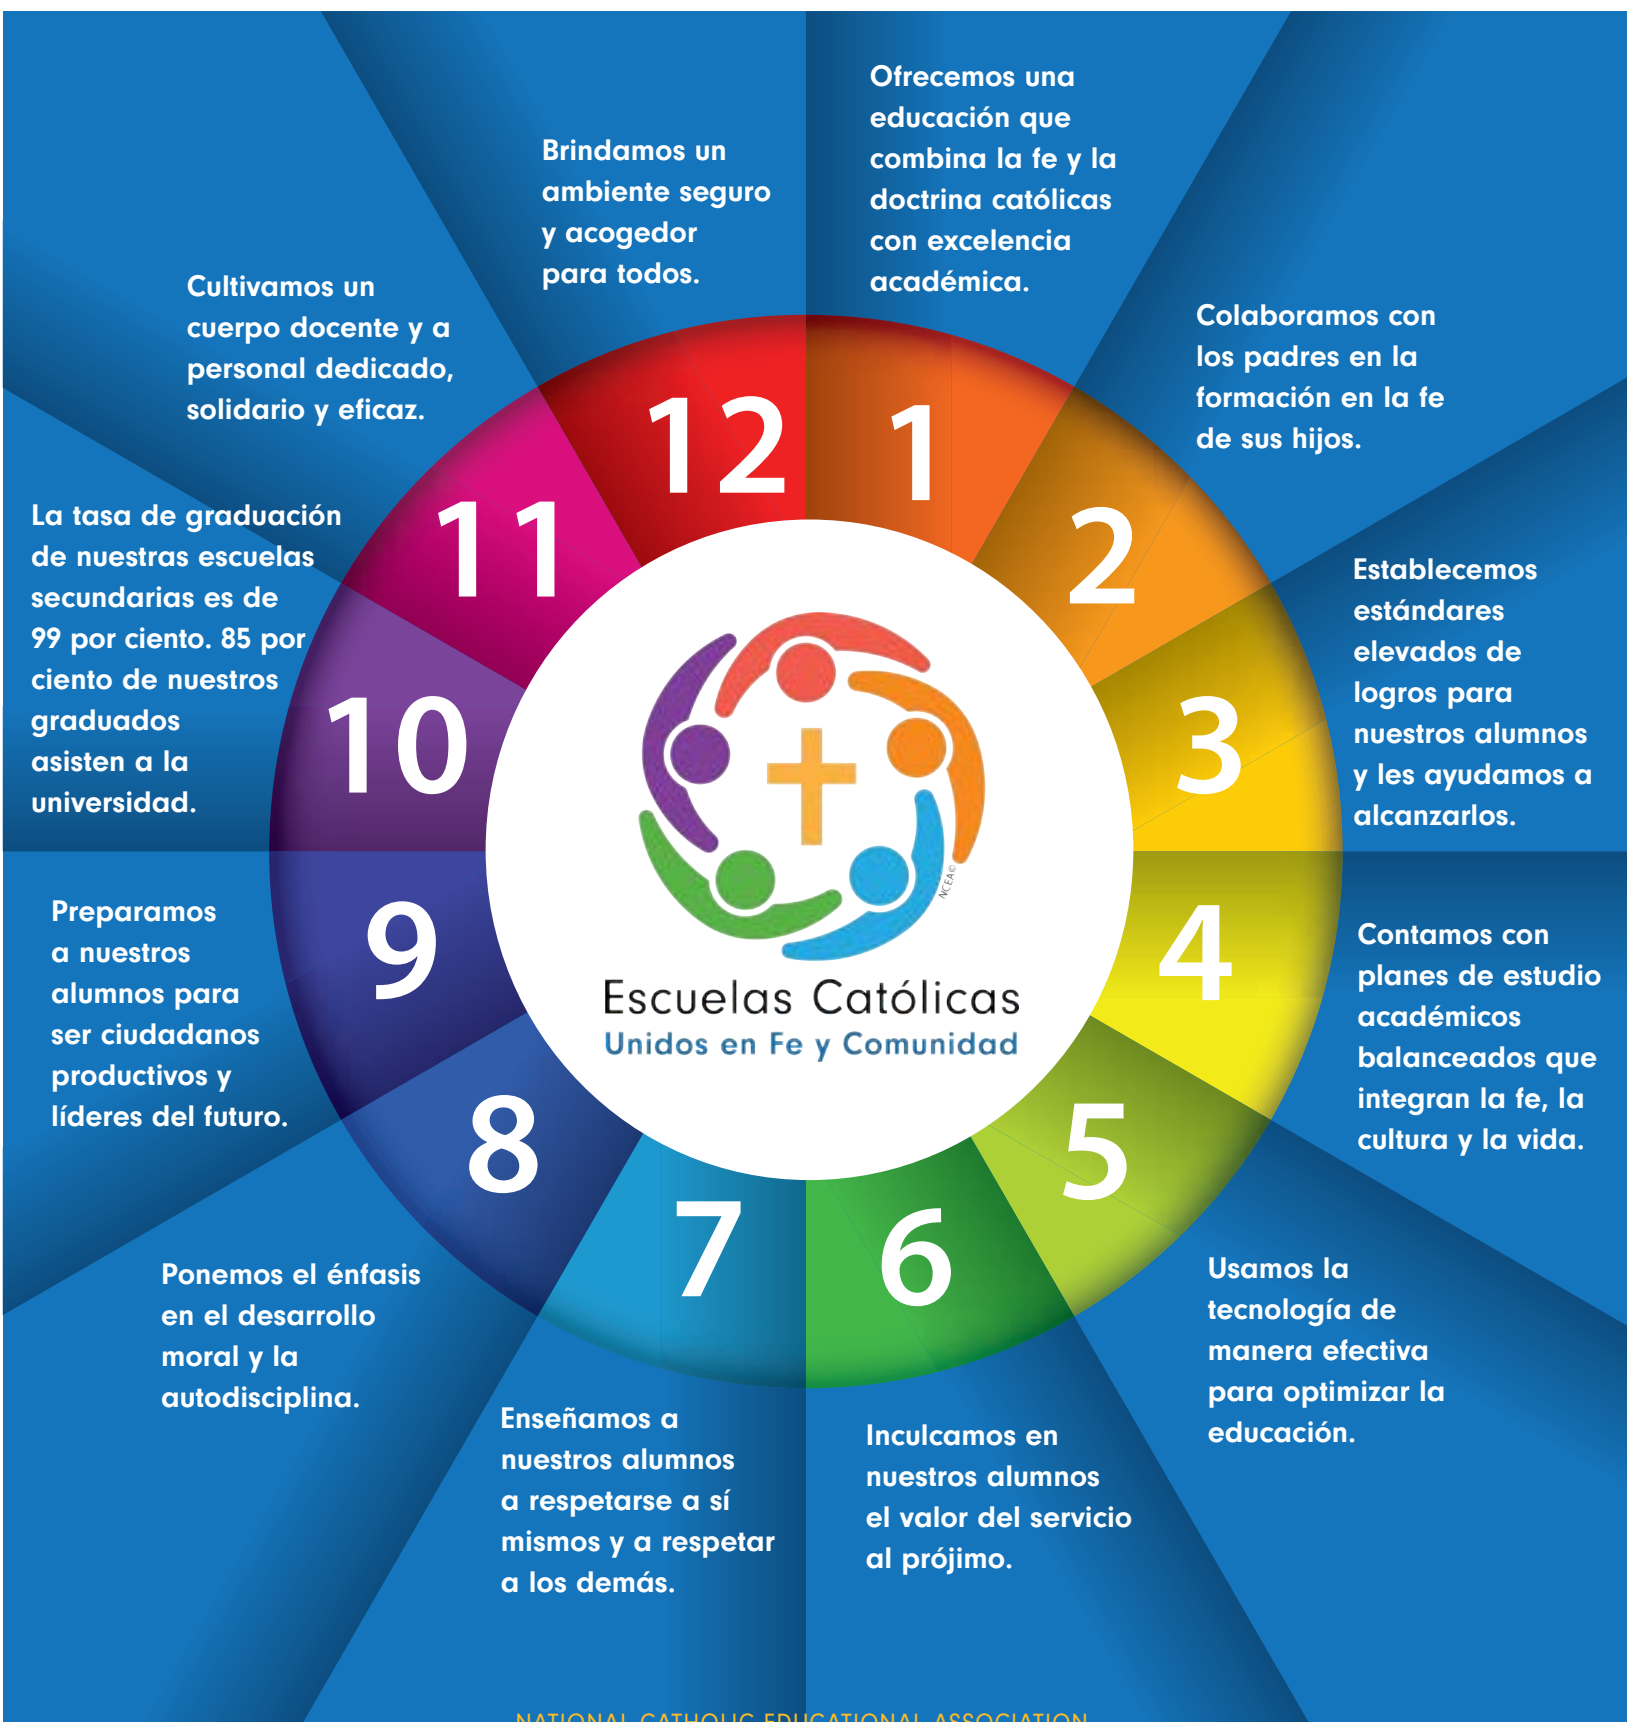 1
Ofrecemos una
educación que
combina la fe y la
doctrina católicas
con excelencia
académica.
2
Colaboramos con
los padres en la
formación en la fe
de sus hijos.
3
Establecemos
estándares
elevados de
logros para
nuestros alumnos
y les ayudamos a
alcanzarlos.
4
Contamos con
planes de estudio
académicos
balanceados que
integran la fe, la
cultura y la vida.
5
Usamos la
tecnología de
manera efectiva
para optimizar la
educación.
6
Inculcamos en
nuestros alumnos
el valor del servicio
al prójimo.
7
Enseñamos a
nuestros alumnos
a respetarse a sí
mismos y a respetar
a los demás.
8
Ponemos el énfasis
en el desarrollo
moral y la
autodisciplina.
9
Preparamos
a nuestros
alumnos para
ser ciudadanos
productivos y
líderes del futuro.
10
La tasa de graduación
de nuestras escuelas
secundarias es de
99 por ciento. 85 por
ciento de nuestros
graduados
asisten a la
universidad.
11
Cultivamos un
cuerpo docente y a
personal dedicado,
solidario y eficaz.
12
Brindamos un
ambiente seguro
y acogedor
para todos.
NCEA©
Escuelas Católicas
Unidos en Fe y Comunidad
NATIONAL CATHOLIC EDUCATIONAL ASSOCIATION